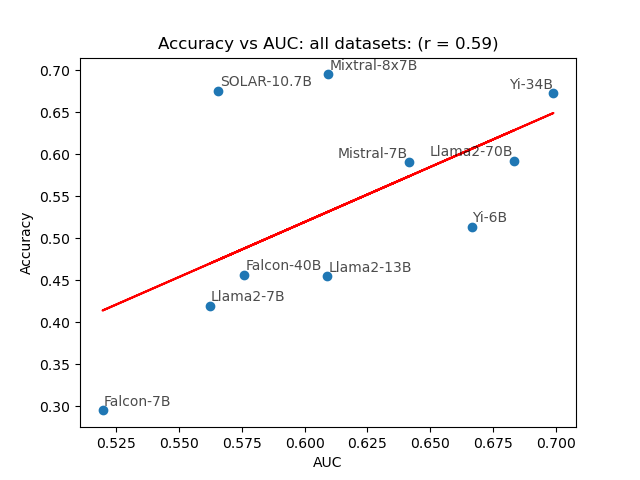 Accuracy vs AUC: all datasets: (r = 0.59)
0.70
0.65
0.60
0.55
0.50
0.45
0.40
0.35
0.30
Accuracy
Mixtral-8x7B
SOLAR-10.7B
Yi-34B
Mistral-7B
Llama2-70B
Yi-6B
Falcon-40B
Llama2-13B
Llama2-7B
Falcon-7B
0.525
0.550
0.575
0.600
0.625
0.650
0.675
0.700
AUC